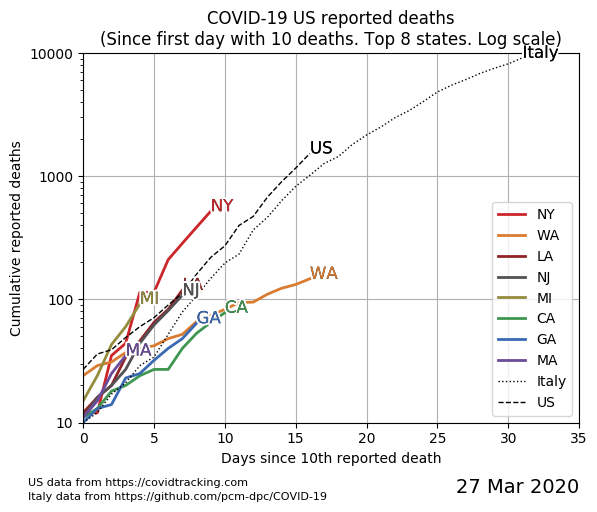 COVID-19 US reported deaths
(Since first day with 10 deaths. Top 8 states. Log scale)
Cumulative reported deaths
10000
1000
100
10
Italy
US
NY
WA
MI
NJ
CA
GA
MA
NY
WA
LA
NJ
MI
CA
GA
MA
Italy
US
0 5 10 15 20 25 30 35
Days since 10th reported death
US data from https://covidtracking.com
Italy data from https://github.com/pcm-dpc/COVID-19
27 Mar 2020